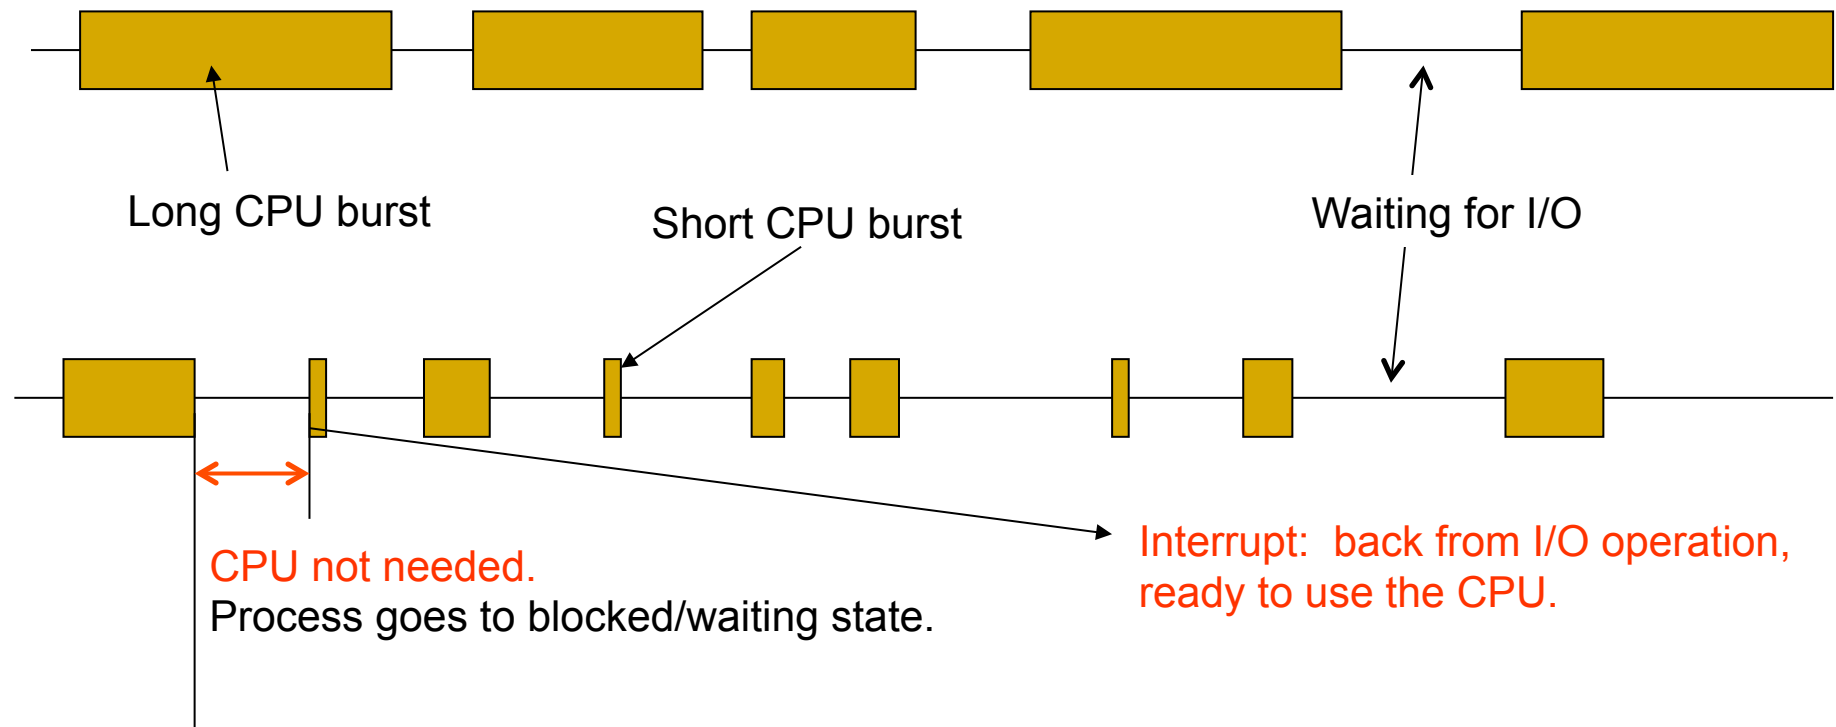 Long CPU burst
Short CPU burst
Waiting for I/O
CPU not needed.
Process goes to blocked/waiting state.
Interrupt:  back from I/O operation,
ready to use the CPU.